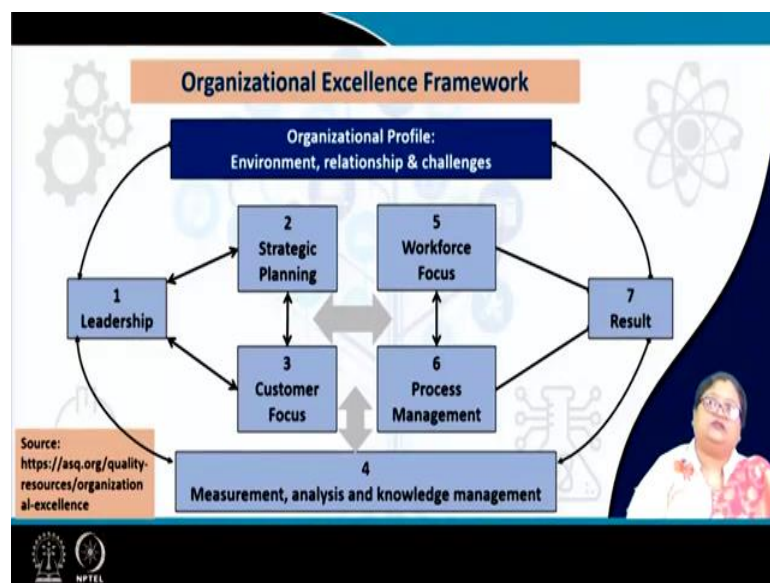 Organizational Excellence Framework
Organizational Profile:
Environment, relationship & challenges
2
Strategic
Planning
5
Workforce
Focus
1
Leadership
7
Result
3
Customer
Focus
6
Process
Management
Source:
https://asq.org/quality-
resources/organization
al-excellence
4
Measurement, analysis and knowledge management
NPTEL